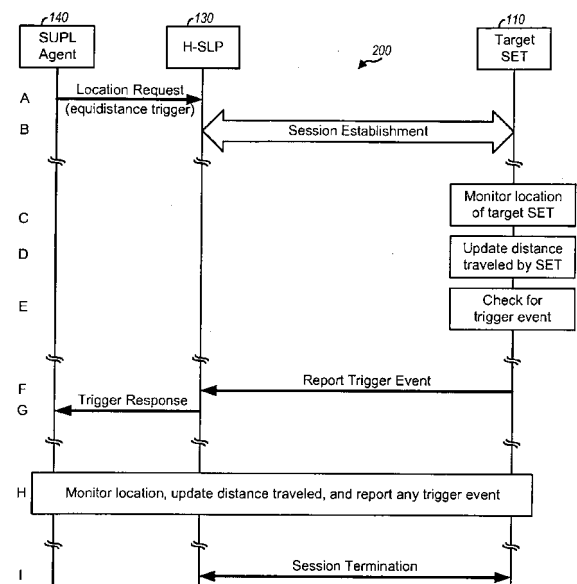 140
130
110
SUPL
Agent
H-SLP
Target
SET
200
A
Location Request
(equidistance trigger)
B
Session Establishment
C
Monitor location
of target SET
D
Update distance
traveled by SET
E
Check for
trigger event
F
Report Trigger Event
G
Trigger Response
H
Monitor location, update distance traveled, and report any trigger event
I
Session Termination